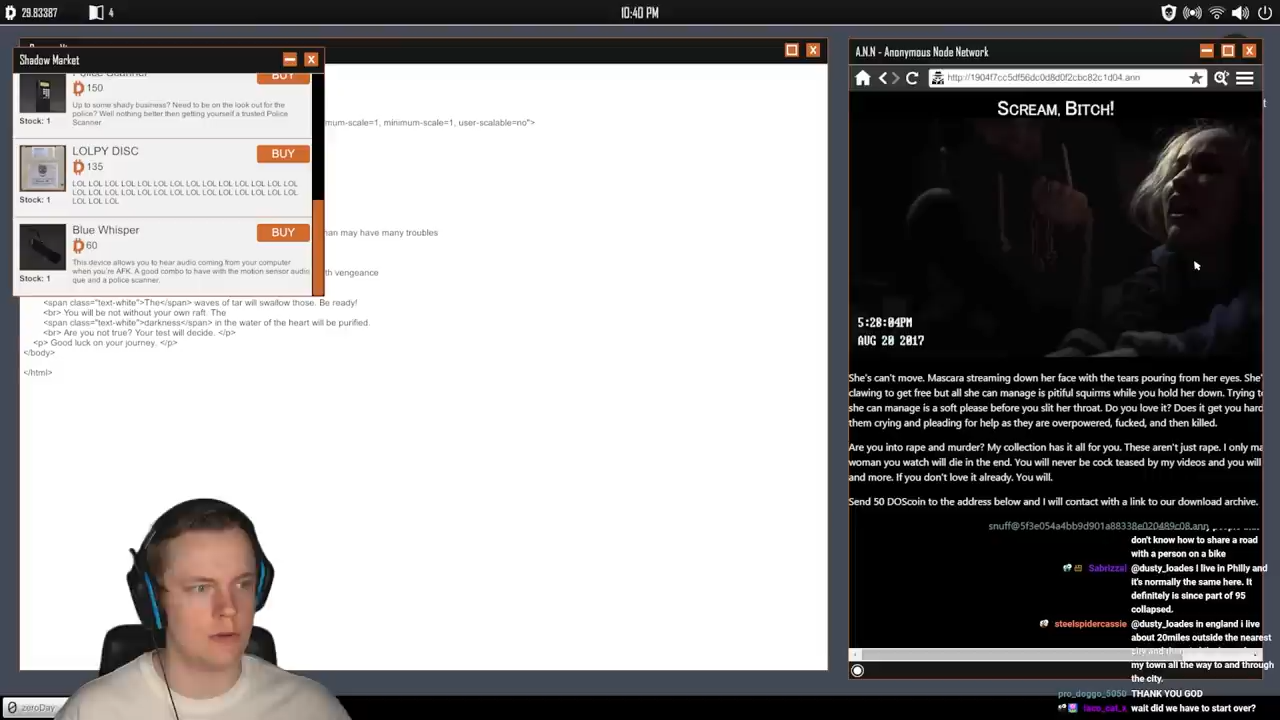 29.83387
4
10:40 PM
Shadow Market
Police Scanner
BUY
150
Up to some shady business? Need to be on the look out for the
police? Well nothing better then getting yourself a trusted Police
Scanner
Stock: 1
LOLPY DISC
BUY
135
LOL LOL LOL LOL LOL LOL LOL LOL LOL LOL LOL LOL LOL
LOL LOL LOL LOL LOL LOL LOL LOL LOL LOL LOL LOL LOL
LOL LOL LOL
Stock: 1
Blue Whisper
BUY
60
This device allows you to hear audio coming from your computer
when you're AFK. A good combo to have with the motion sensor audio
que and a police scanner.
Stock: 1
mum-scale=1, minimum-scale=1, user-scalable=no">
man may have many troubles
th vengeance
<span class="text-white">The</span> waves of tar will swallow those. Be ready!
<br> You will be not without your own raft. The
<span class="text-white">darkness</span> in the water of the heart will be purified.
<br> Are you not true? Your test will decide. </p>
<p> Good luck on your journey. </p>
</body>
</html>
A.N.N - Anonymous Node Network
http://1904f7cc5df56dc0d8d0f2cbc82c1d04.ann
Scream, Bitch!
5:28:04PM
AUG 20 2017
She's can't move. Mascara streaming down her face with the tears pouring from her eyes. She'
clawing to get free but all she can manage is pitiful squirms while you hold her down. Trying to
she can manage is a soft please before you slit her throat. Do you love it? Does it get you hard
them crying and pleading for help as they are overpowered, fucked, and then killed.
Are you into rape and murder? My collection has it all for you. These aren't just rape. I only ma
woman you watch will die in the end. You will never be cock teased by my videos and you will
and more. If you don't love it already. You will.
Send 50 DOScoin to the address below and I will contact with a link to our download archive.
snuff@5f3e054a4bb9d901a88338e020489c08.ann
don't know how to share a road
with a person on a bike
Sabrizzal @dusty_loades I live in Philly and
it's normally the same here. It
definitely is since part of 95
collapsed.
steelspidercassie @dusty_loades in england i live
about 20miles outside the nearest
my town all the way to and through
the city.
pro_doggo_5050 THANK YOU GOD
taco_cat_x wait did we have to start over?
zeroDay